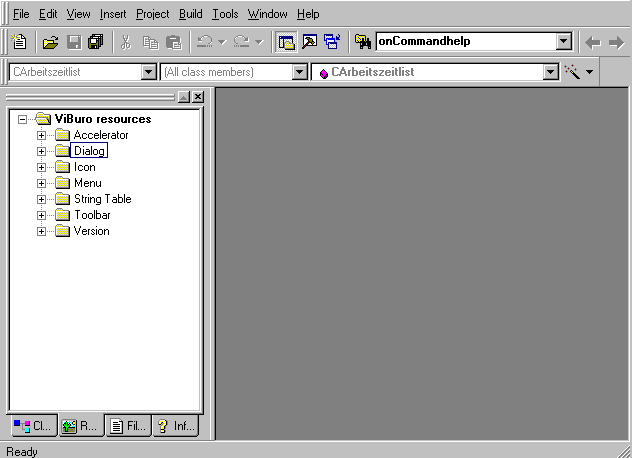 File Edit View Insert Project Build Tools Window Help
onCommandhelp
CArbeitszeitlist (All class members) CArbeitszeitlist
ViBuro resources
Accelerator
Dialog
Icon
Menu
String Table
Toolbar
Version
Cl... R... Fil... Inf...
Ready